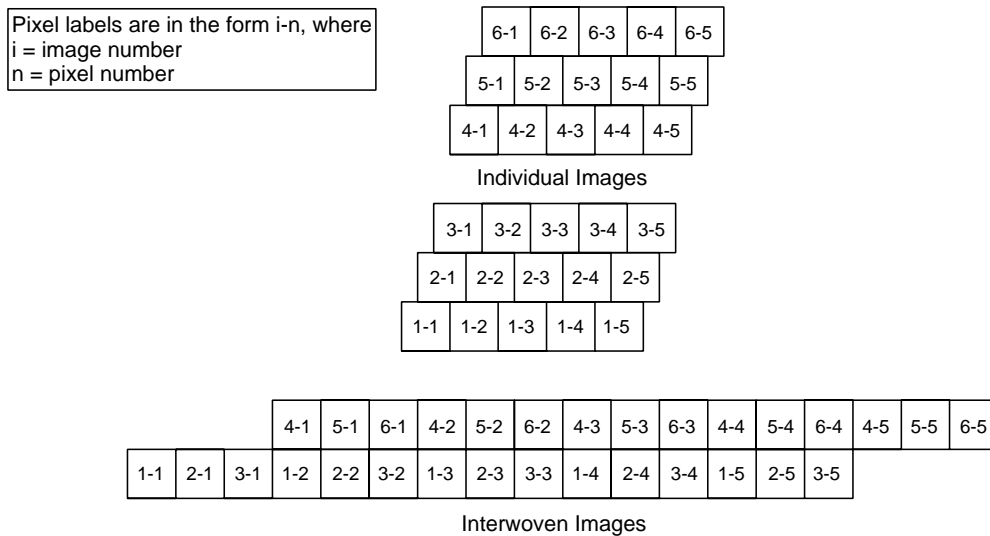 Pixel labels are in the form i-n, where
i = image number
n = pixel number
6-1 6-2 6-3 6-4 6-5
5-1 5-2 5-3 5-4 5-5
4-1 4-2 4-3 4-4 4-5
Individual Images
3-1 3-2 3-3 3-4 3-5
2-1 2-2 2-3 2-4 2-5
1-1 1-2 1-3 1-4 1-5
4-1 5-1 6-1 4-2 5-2 6-2 4-3 5-3 6-3 4-4 5-4 6-4 4-5 5-5 6-5
1-1 2-1 3-1 1-2 2-2 3-2 1-3 2-3 3-3 1-4 2-4 3-4 1-5 2-5 3-5
Interwoven Images